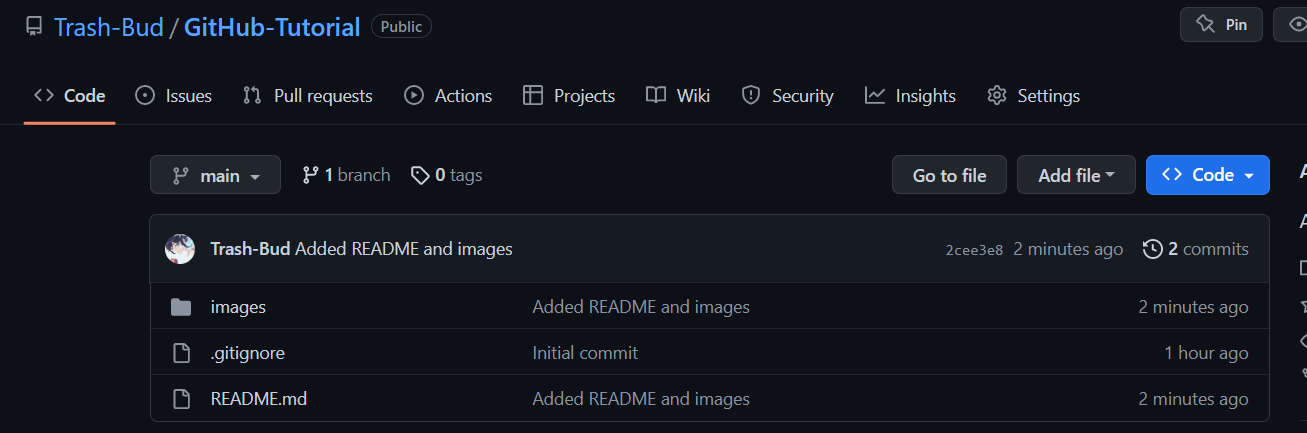 Trash-Bud / GitHub-Tutorial Public Pin
Code Issues Pull requests Actions Projects Wiki Security Insights Settings
main 1 branch 0 tags Go to file Add file Code
Trash-Bud Added README and images 2cee3e8 2 minutes ago 2 commits
images Added README and images 2 minutes ago
.gitignore Initial commit 1 hour ago
README.md Added README and images 2 minutes ago